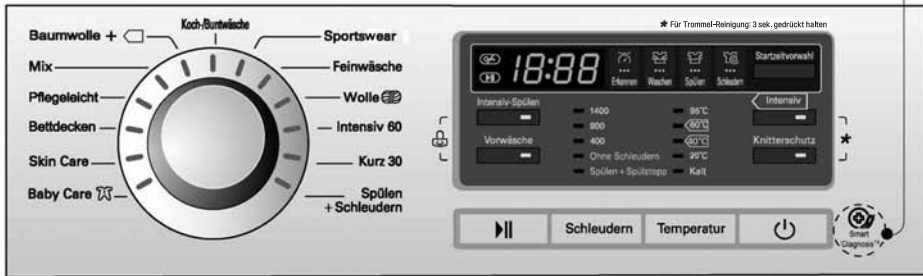 Koch-/Buntwäsche
Baumwolle +
Mix
Pflegeleicht
Bettdecken
Skin Care
Baby Care
Sportswear
Feinwäsche
Wolle
Intensiv 60
Kurz 30
Spülen
+ Schleudern
* Für Trommel-Reinigung: 3 sek. gedrückt halten
18:88
Erkennen
Waschen
Spülen
Schleudern
Startzeitvorwahl
Intensiv-Spülen
Vorwäsche
1400
800
400
Ohne Schleudern
Spülen + Spülstopp
95°C
60°C
40°C
20°C
Kalt
Intensiv
Knitterschutz
*
Schleudern
Temperatur
Smart
Diagnosis™